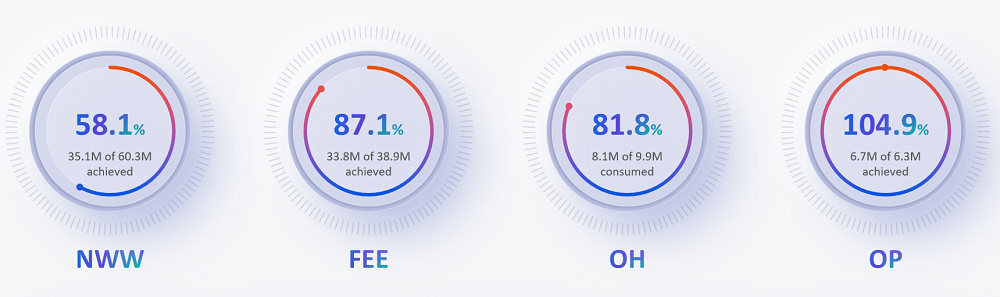 58.1%
35.1M of 60.3M
achieved
NWW
87.1%
33.8M of 38.9M
achieved
FEE
81.8%
8.1M of 9.9M
consumed
OH
104.9%
6.7M of 6.3M
achieved
OP